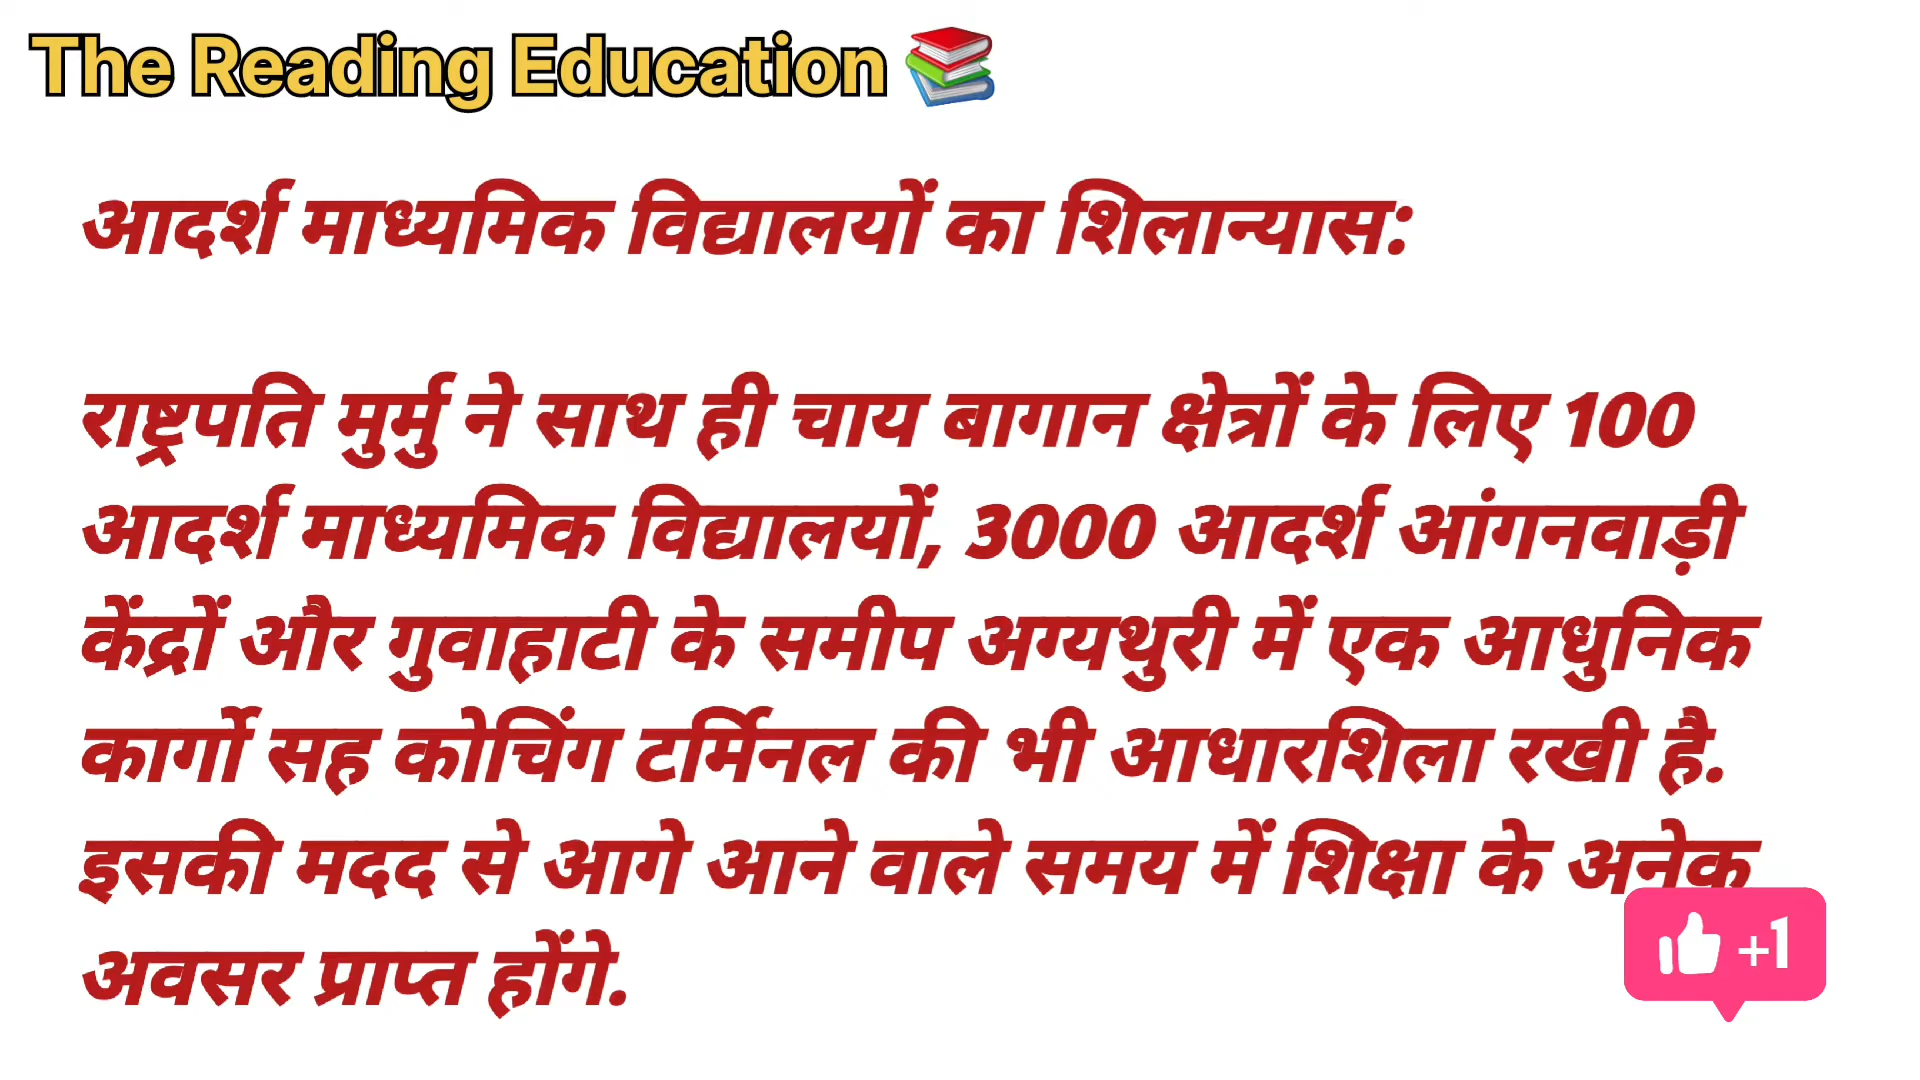 The Reading Education
आदर्श माध्यमिक विद्यालयों का शिलान्यास:
राष्ट्रपति मुर्मु ने साथ ही चाय बागान क्षेत्रों के लिए 100
आदर्श माध्यमिक विद्यालयों, 3000 आदर्श आंगनवाड़ी
केंद्रों और गुवाहाटी के समीप अग्यथुरी में एक आधुनिक
कार्गो सह कोचिंग टर्मिनल की भी आधारशिला रखी है.
इसकी मदद से आगे आने वाले समय में शिक्षा के अनेक
अवसर प्राप्त होंगे.
+1